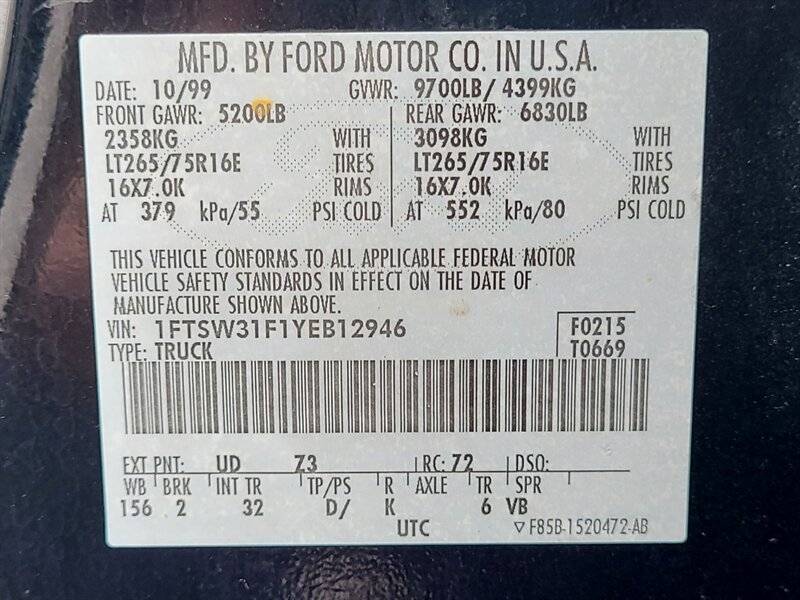 MFD. BY FORD MOTOR CO. IN U.S.A.
DATE: 10/99 GVWR: 9700LB/ 4399KG
FRONT GAWR: 5200LB REAR GAWR: 6830LB
2358KG WITH 3098KG WITH
LT265/75R16E TIRES LT265/75R16E TIRES
16X7.0K RIMS 16X7.0K RIMS
AT 379 kPa/55 PSI COLD AT 552 kPa/80 PSI COLD
THIS VEHICLE CONFORMS TO ALL APPLICABLE FEDERAL MOTOR
VEHICLE SAFETY STANDARDS IN EFFECT ON THE DATE OF
MANUFACTURE SHOWN ABOVE.
VIN: 1FTSW31F1YEB12946 F0215
TYPE: TRUCK T0669
EXT PNT: UD Z3 RC: 72 DSO:
WB BRK INT TR TP/PS R AXLE TR SPR
156 2 32 D/ K 6 VB
UTC ▽F85B-1520472-AB